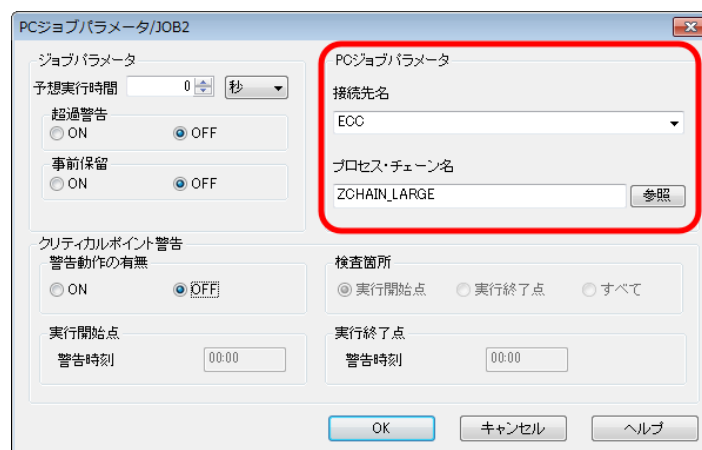 PCジョブパラメータ/JOB2
ジョブパラメータ
予想実行時間 0 秒
超過警告
ON OFF
事前保留
ON OFF
PCジョブパラメータ
接続先名
ECC
プロセス・チェーン名
ZCHAIN_LARGE 参照
クリティカルポイント警告
警告動作の有無
ON OFF
検査箇所
実行開始点 実行終了点 すべて
実行開始点
警告時刻 00:00
実行終了点
警告時刻 00:00
OK キャンセル ヘルプ